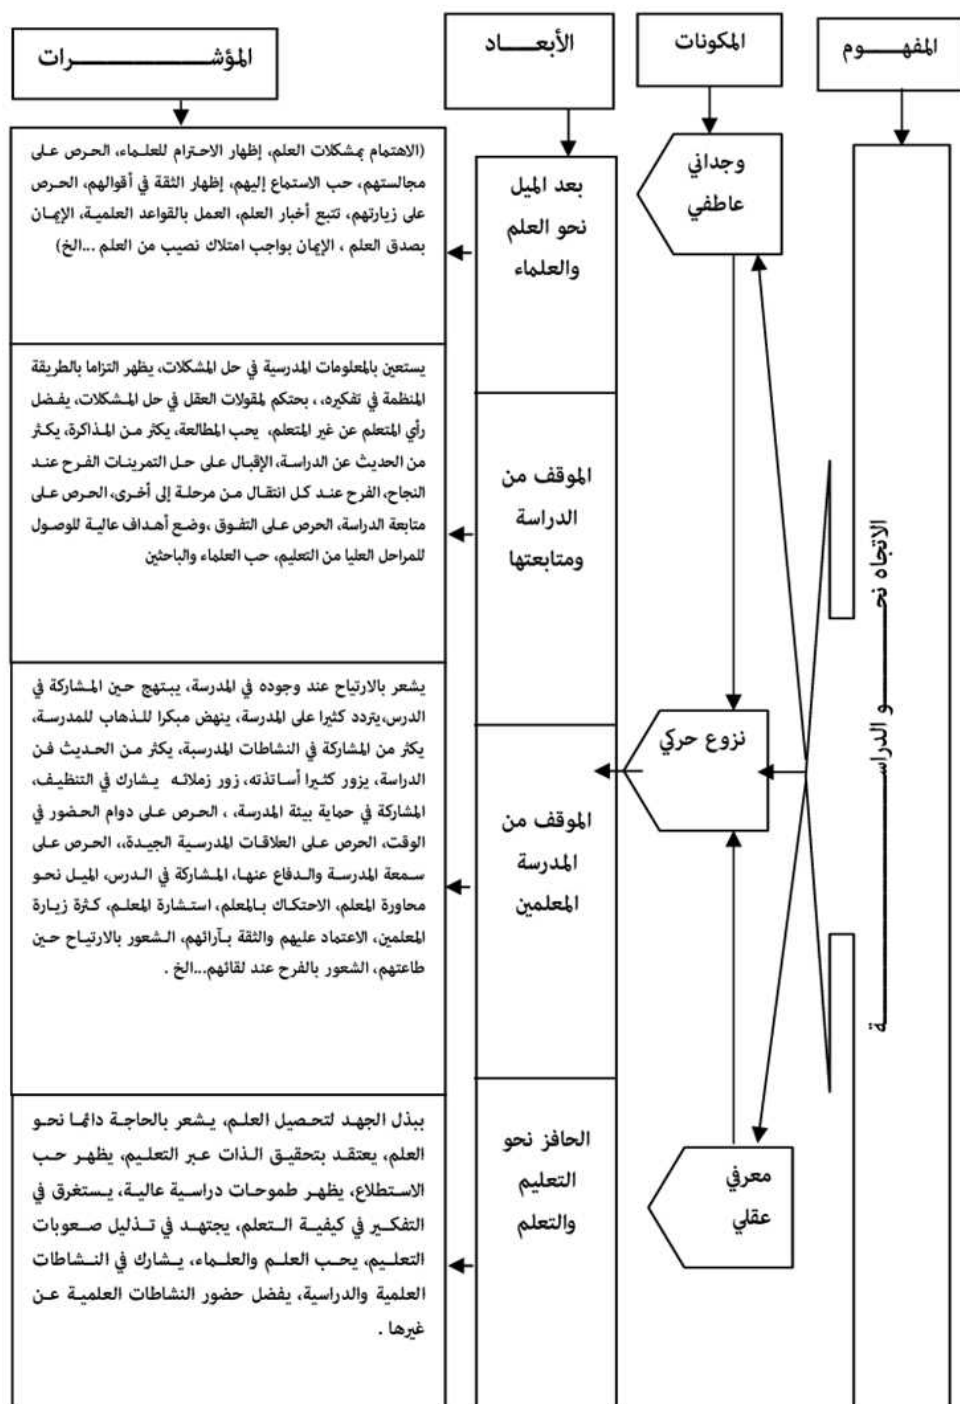 المفهوم
المكونات
الأبعاد
المؤشرات
الاتجاه نحو الدراسة
وجداني
عاطفي
نزوع حركي
معرفي
عقلي
بعد الميل
نحو العلم
والعلماء
(الاهتمام بمشكلات العلم، إظهار الاحترام للعلماء، الحرص على
مجالستهم، حب الاستماع إليهم، إظهار الثقة في أقوالهم، الحرص
على زيارتهم، تتبع أخبار العلم، العمل بالقواعد العلمية، الإيمان
بصدق العلم ، الإيمان بواجب امتلاك نصيب من العلم ...الخ)
الموقف من
الدراسة
ومتابعتها
يستعين بالمعلومات المدرسية في حل المشكلات، يظهر التزاما بالطريقة
المنظمة في تفكيره، ، بحتكم لمقولات العقل في حل المشكلات، يفضل
رأي المتعلم عن غير المتعلم، يحب المطالعة، يكثر من المذاكرة، يكثر
من الحديث عن الدراسة، الإقبال على حل التمرينات الفرح عند
النجاح، الفرح عند كل انتقال من مرحلة إلى أخرى، الحرص على
متابعة الدراسة، الحرص على التفوق ،وضع أهداف عالية للوصول
للمراحل العليا من التعليم، حب العلماء والباحثين
الموقف من
المدرسة
المعلمين
يشعر بالارتياح عند وجوده في المدرسة، يبتهج حين المشاركة في
الدرس،يتردد كثيرا على المدرسة، ينهض مبكرا للذهاب للمدرسة،
يكثر من المشاركة في النشاطات المدرسية، يكثر من الحديث فن
الدراسة، يزور كثيرا أساتذته، زور زملائه يشارك في التنظيف،
المشاركة في حماية بيئة المدرسة، ، الحرص على دوام الحضور في
الوقت، الحرص على العلاقات المدرسية الجيدة،، الحرص على
سمعة المدرسة والدفاع عنها، المشاركة في الدرس، الميل نحو
محاورة المعلم، الاحتكاك بالمعلم، استشارة المعلم، كثرة زيارة
المعلمين، الاعتماد عليهم والثقة بآرائهم، الشعور بالارتياح حين
طاعتهم، الشعور بالفرح عند لقائهم...الخ .
الحافز نحو
التعليم
والتعلم
ببذل الجهد لتحصيل العلم، يشعر بالحاجة دائما نحو
العلم، يعتقد بتحقيق الذات عبر التعليم، يظهر حب
الاستطلاع، يظهر طموحات دراسية عالية، يستغرق في
التفكير في كيفية التعلم، يجتهد في تذليل صعوبات
التعليم، يحب العلم والعلماء، يشارك في النشاطات
العلمية والدراسية، يفضل حضور النشاطات العلمية عن
غيرها .